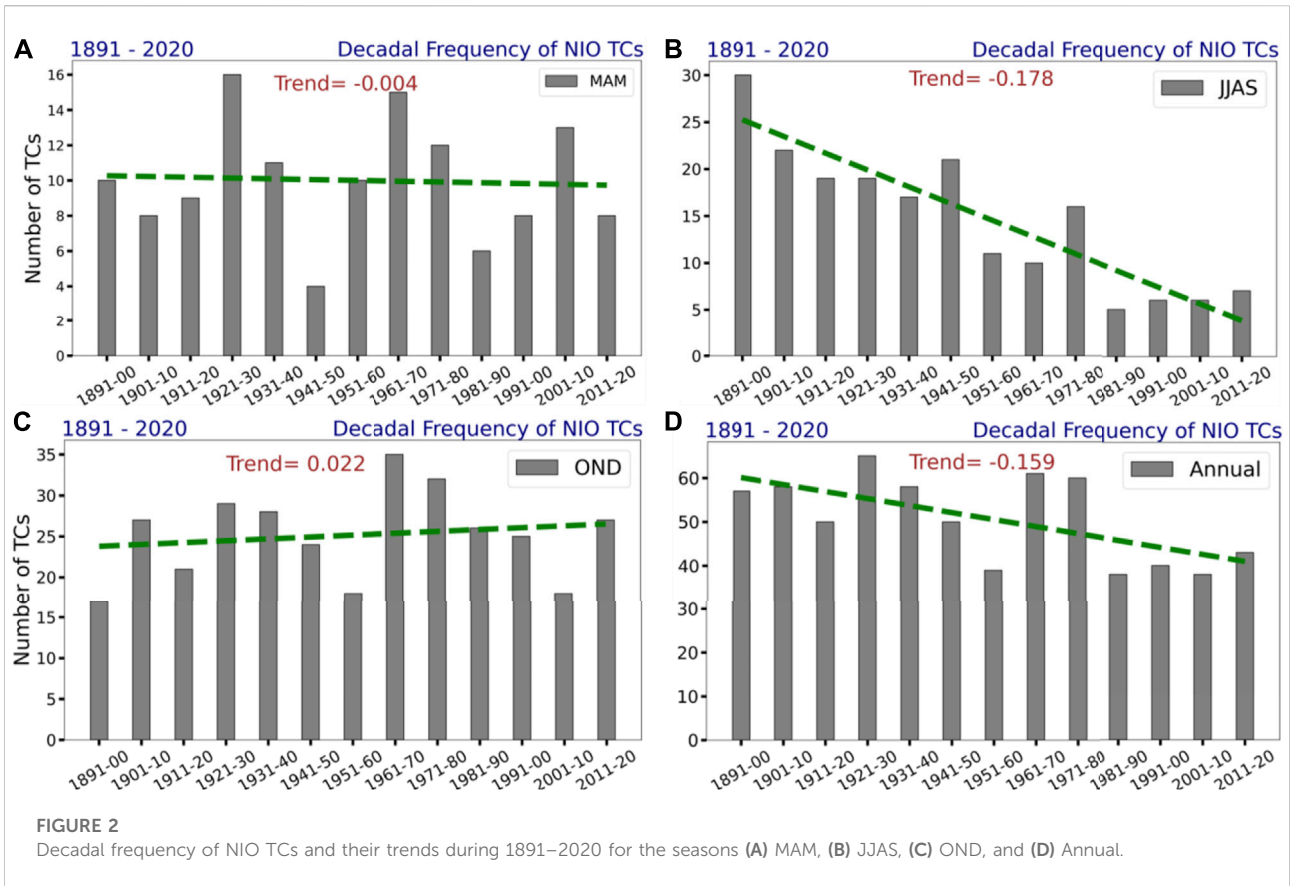 A
1891 - 2020 Decadal Frequency of NIO TCs
Trend= -0.004
MAM
Number of TCs
16
14
12
10
8
6
4
2
0
1891-00 1901-10 1911-20 1921-30 1931-40 1941-50 1951-60 1961-70 1971-80 1981-90 1991-00 2001-10 2011-20
B
1891 - 2020 Decadal Frequency of NIO TCs
Trend= -0.178
JJAS
30
25
20
15
10
5
0
1891-00 1901-10 1911-20 1921-30 1931-40 1941-50 1951-60 1961-70 1971-80 1981-90 1991-00 2001-10 2011-20
C
1891 - 2020 Decadal Frequency of NIO TCs
Trend= 0.022
OND
Number of TCs
35
30
25
20
15
10
5
0
1891-00 1901-10 1911-20 1921-30 1931-40 1941-50 1951-60 1961-70 1971-80 1981-90 1991-00 2001-10 2011-20
D
1891 - 2020 Decadal Frequency of NIO TCs
Trend= -0.159
Annual
60
50
40
30
20
10
0
1891-00 1901-10 1911-20 1921-30 1931-40 1941-50 1951-60 1961-70 1971-80 1981-90 1991-00 2001-10 2011-20
FIGURE 2
Decadal frequency of NIO TCs and their trends during 1891–2020 for the seasons (A) MAM, (B) JJAS, (C) OND, and (D) Annual.